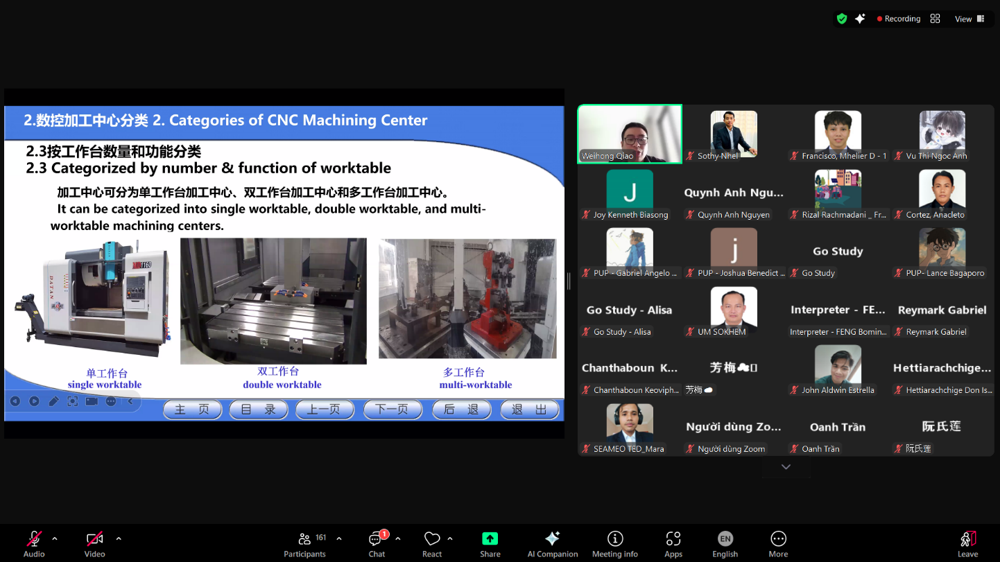 Recording
View
2.数控加工中心分类 2. Categories of CNC Machining Center
2.3按工作台数量和功能分类
2.3 Categorized by number & function of worktable
加工中心可分为单工作台加工中心、双工作台加工中心和多工作台加工中心。
It can be categorized into single worktable, double worktable, and multi-
worktable machining centers.
DATAN
单工作台
single worktable
双工作台
double worktable
多工作台
multi-worktable
主 页
目 录
上一页
下一页
后 退
退 出
Weihong Qiao
Sothy Nhel
Francisco, Mhelier D - 1
Vu Thi Ngoc Anh
J
Joy Kenneth Biasong
Quynh Anh Ngu...
Quynh Anh Nguyen
Rizal Rachmadani _ Fr...
Cortez, Anacleto
PUP - Gabriel Angelo ...
j
PUP - Joshua Benedict ...
Go Study
Go Study
PUP- Lance Bagaporo
Go Study - Alisa
Go Study - Alisa
UM SOKHEM
Interpreter - FE...
Interpreter - FENG Bomin...
Reymark Gabriel
Reymark Gabriel
Chanthaboun K...
Chanthaboun Keoviph...
芳梅
芳梅
John Aldwin Estrella
Hettiarachchige...
Hettiarachchige Don Is...
SEAMEO TED_Mara
Người dùng Zo...
Người dùng Zoom
Oanh Trần
Oanh Trần
阮氏莲
阮氏莲
Audio
Video
161
Participants
1
Chat
React
Share
AI Companion
Meeting info
Apps
EN
English
More
Leave